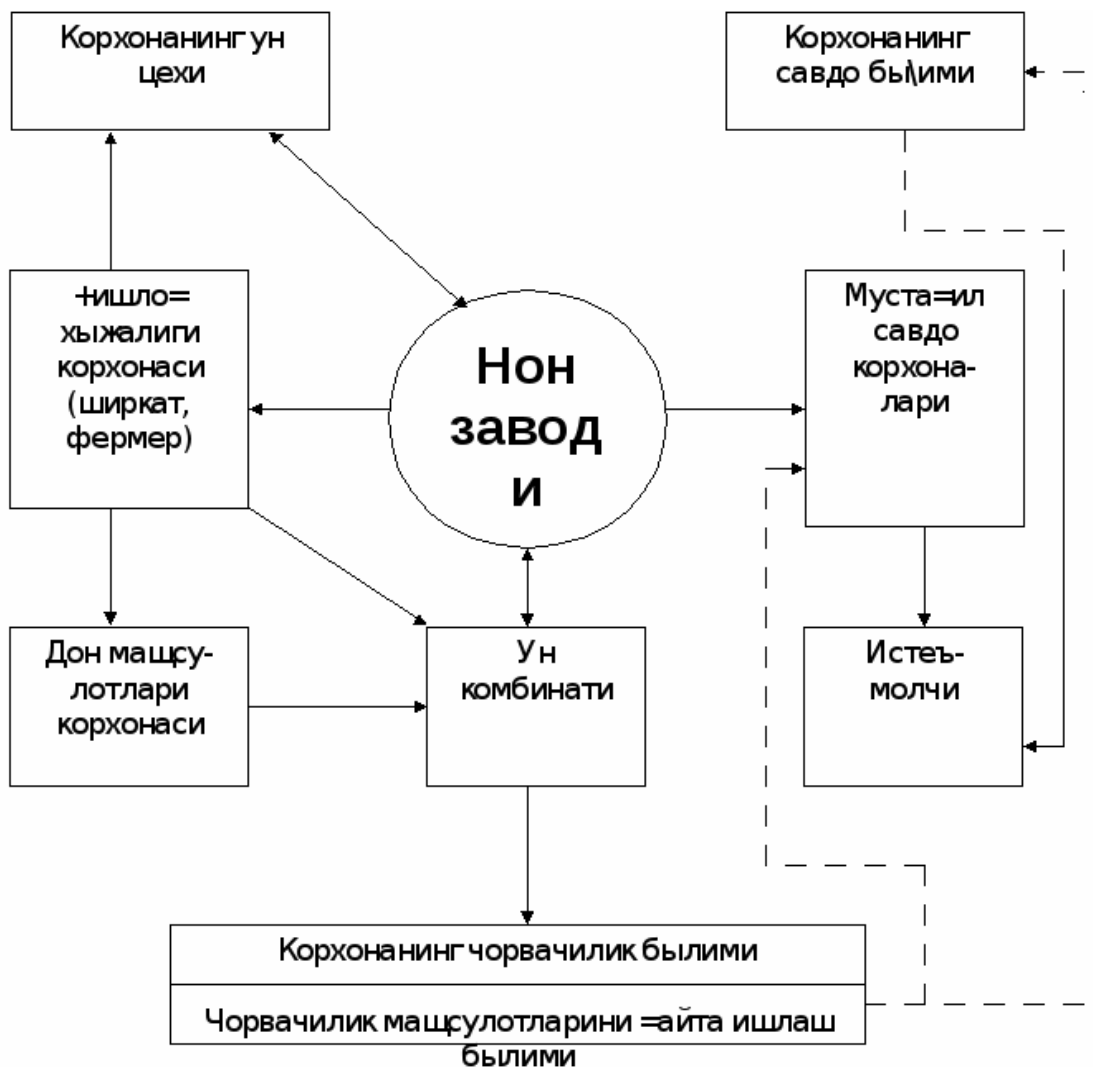 Корхонанинг ун
цехи
Корхонанинг
савдо бы\ими
+ишло=
хыжалиги
корхонаси
(ширкат,
фермер)
Нон
завод
и
Муста=ил
савдо
корхона-
лари
Дон мащсу-
лотлари
корхонаси
Ун
комбинати
Истеъ-
молчи
Корхонанинг чорвачилик былими
Чорвачилик мащсулотларини =айта ишлаш
былими